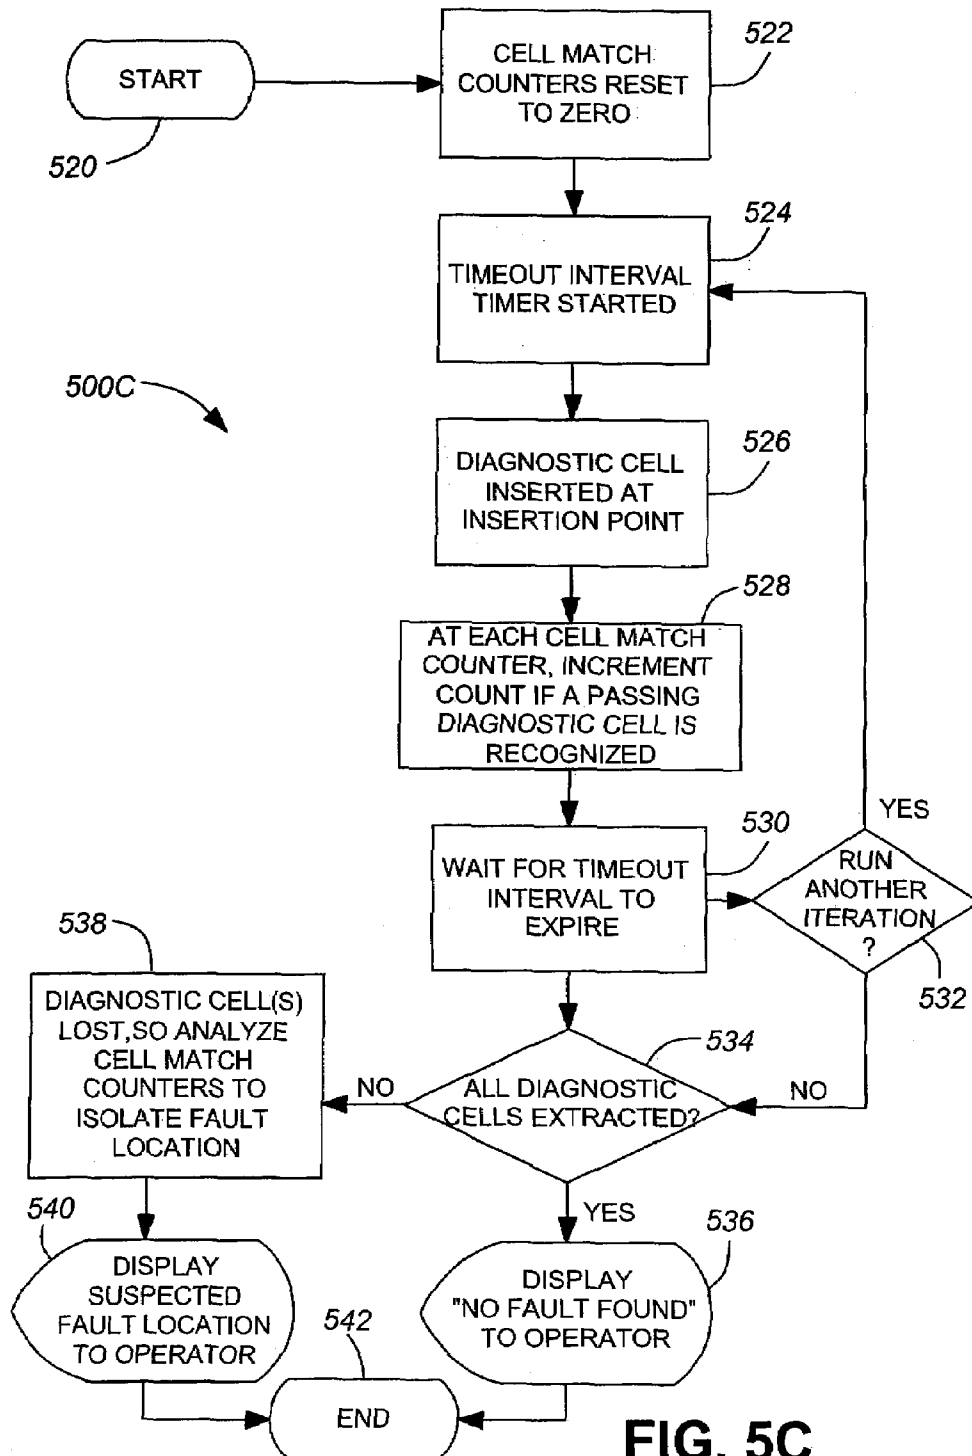 522
CELL MATCH
COUNTERS RESET
TO ZERO
START
520
524
TIMEOUT INTERVAL
TIMER STARTED
500C
526
DIAGNOSTIC CELL
INSERTED AT
INSERTION POINT
528
AT EACH CELL MATCH
COUNTER, INCREMENT
COUNT IF A PASSING
DIAGNOSTIC CELL IS
RECOGNIZED
YES
530
WAIT FOR TIMEOUT
INTERVAL TO
EXPIRE
RUN
ANOTHER
ITERATION
?
532
538
DIAGNOSTIC CELL(S)
LOST,SO ANALYZE
CELL MATCH
COUNTERS TO
ISOLATE FAULT
LOCATION
534
NO
ALL DIAGNOSTIC
CELLS EXTRACTED?
NO
YES
540
DISPLAY
SUSPECTED
FAULT LOCATION
TO OPERATOR
536
DISPLAY
"NO FAULT FOUND"
TO OPERATOR
542
END
FIG. 5C